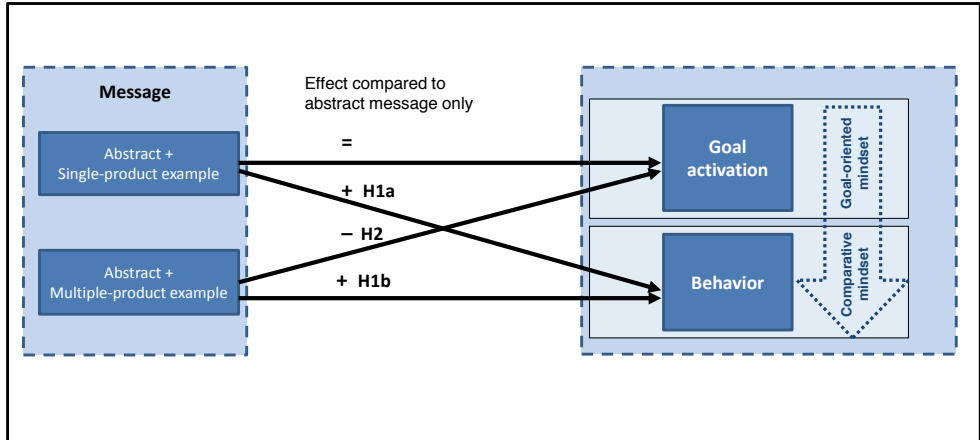 Message
Abstract +
Single-product example
Abstract +
Multiple-product example
Effect compared to
abstract message only
=
+ H1a
– H2
+ H1b
Goal
activation
Behavior
Goal-oriented
mindset
Comparative
mindset